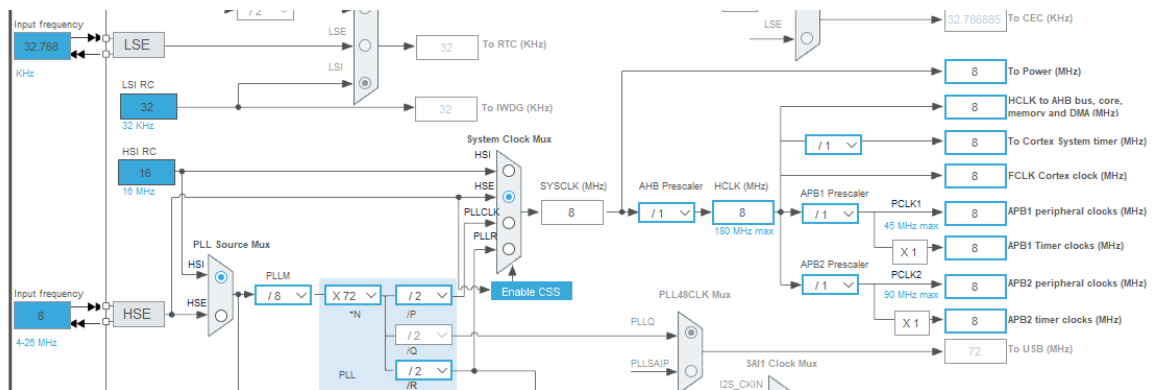 Input frequency
32.768
KHz
LSE
/ 2
LSE
LSI
32
To RTC (KHz)
LSE
32.786885
To CEC (KHz)
LSI RC
32
32 KHz
32
To IWDG (KHz)
8
To Power (MHz)
8
HCLK to AHB bus, core,
memory and DMA (MHz)
/ 1
8
To Cortex System timer (MHz)
8
FCLK Cortex clock (MHz)
HSI RC
16
16 MHz
System Clock Mux
HSI
HSE
PLLCLK
PLLR
SYSCLK (MHz)
8
AHB Prescaler
/ 1
HCLK (MHz)
8
180 MHz max
APB1 Prescaler
/ 1
PCLK1
45 MHz max
8
APB1 peripheral clocks (MHz)
X 1
8
APB1 Timer clocks (MHz)
APB2 Prescaler
/ 1
PCLK2
90 MHz max
8
APB2 peripheral clocks (MHz)
X 1
8
APB2 timer clocks (MHz)
PLL Source Mux
HSI
HSE
Input frequency
8
4-26 MHz
HSE
PLLM
/ 8
X 72
*N
/ 2
/P
/ 2
/Q
/ 2
/R
PLL
Enable CSS
PLL48CLK Mux
PLLQ
PLLSAIP
72
To USB (MHz)
SAI1 Clock Mux
I2S_CKIN